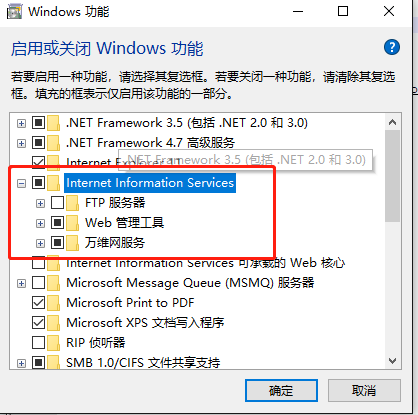 Windows 功能
启用或关闭 Windows 功能
若要启用一种功能，请选择其复选框。若要关闭一种功能，请清除其复选
框。填充的框表示仅启用该功能的一部分。
.NET Framework 3.5 (包括 .NET 2.0 和 3.0)
.NET Framework 4.7 高级服务
Internet Explorer 11
.NET Framework 3.5 (包括 .NET 2.0 和 3.0)
Internet Information Services
FTP 服务器
Web 管理工具
万维网服务
Internet Information Services 可承载的 Web 核心
Microsoft Message Queue (MSMQ) 服务器
Microsoft Print to PDF
Microsoft XPS 文档写入程序
RIP 侦听器
SMB 1.0/CIFS 文件共享支持
确定
取消